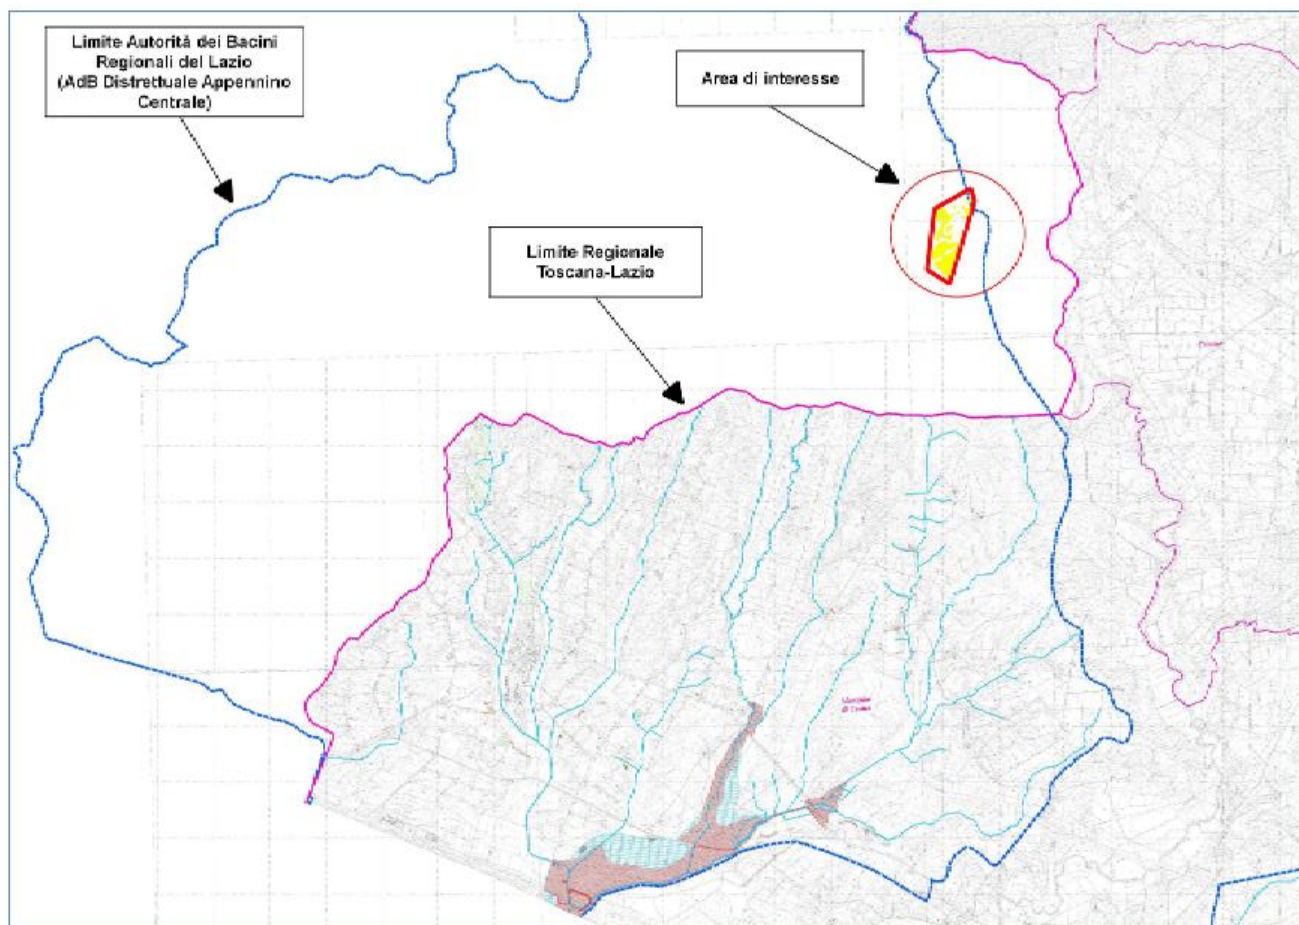 Limite Autorità dei Bacini
Regionali del Lazio
(AdB Distrettuale Appennino
Centrale)
Area di interesse
Limite Regionale
Toscana-Lazio